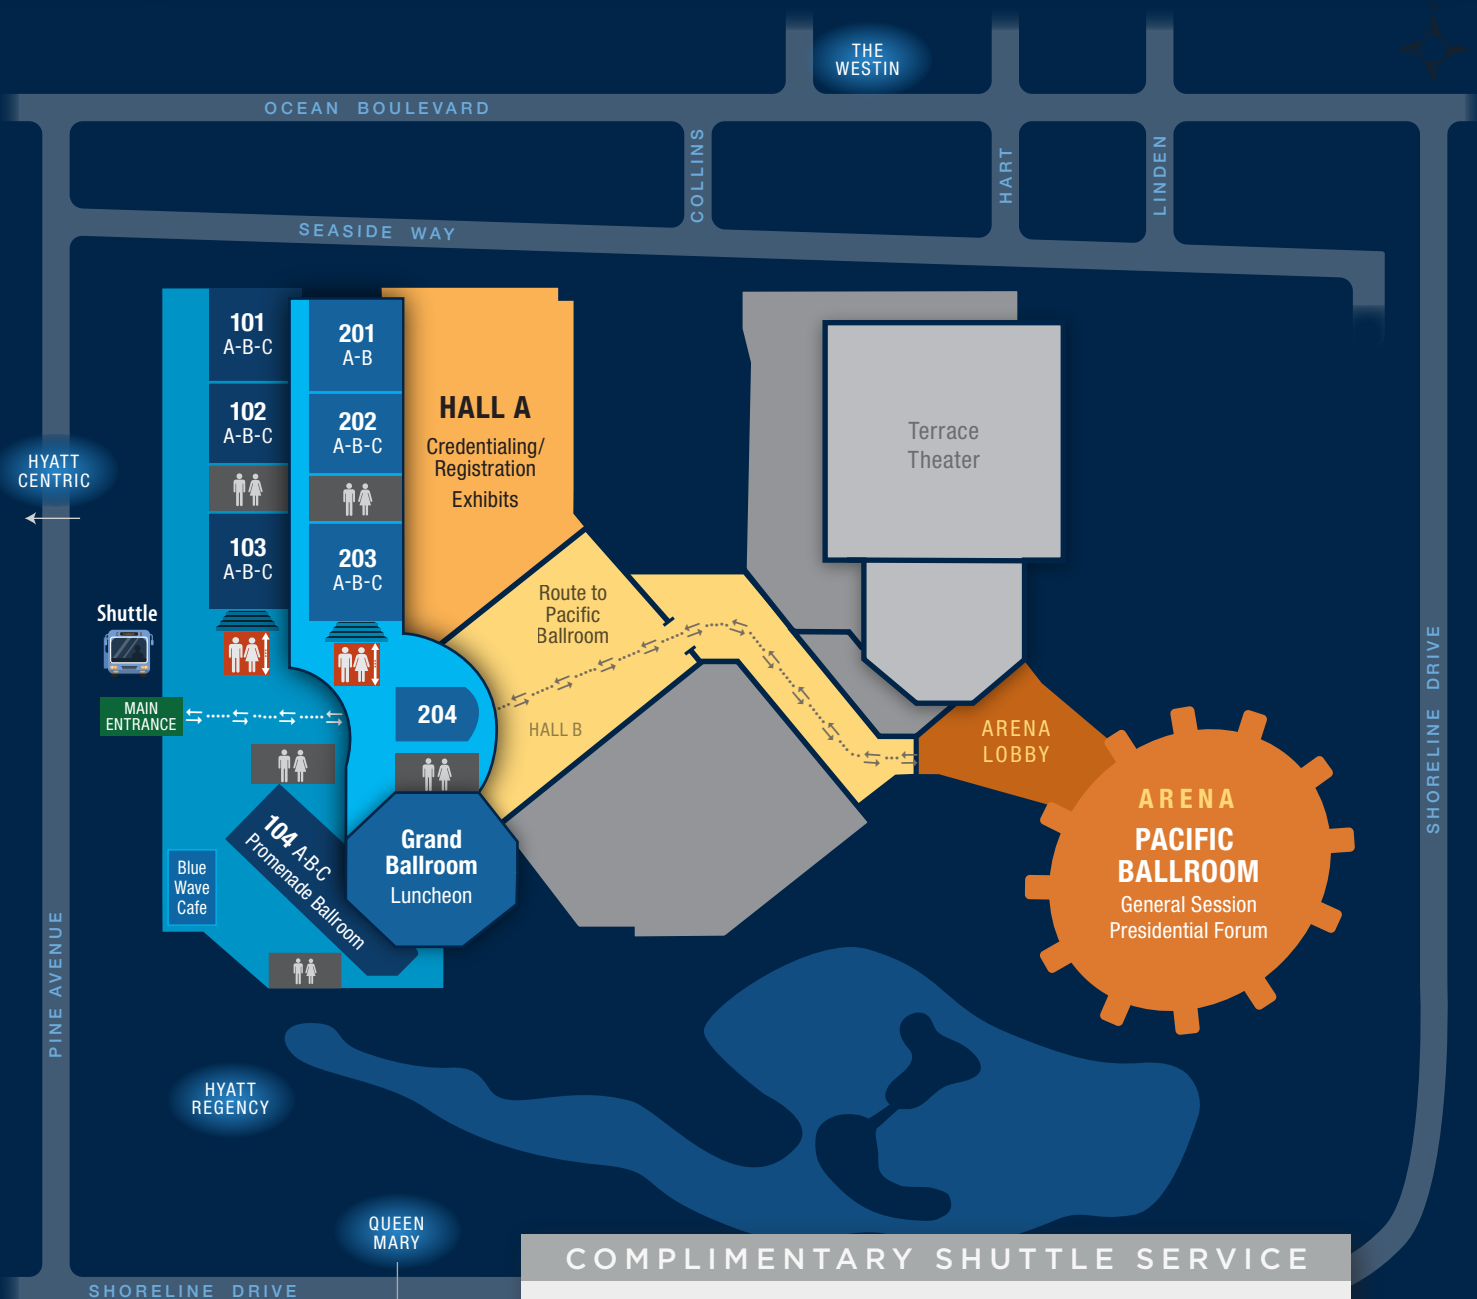 THE
WESTIN
OCEAN BOULEVARD
COLLINS
HART
LINDEN
SEASIDE WAY
101
A-B-C
201
A-B
102
A-B-C
202
A-B-C
HALL A
Credentialing/
Registration
Exhibits
Terrace
Theater
HYATT
CENTRIC
103
A-B-C
203
A-B-C
Shuttle
Route to
Pacific
Ballroom
MAIN
ENTRANCE
204
HALL B
ARENA
LOBBY
SHORELINE DRIVE
ARENA
PACIFIC
BALLROOM
General Session
Presidential Forum
104 A-B-C
Promenade Ballroom
Grand
Ballroom
Luncheon
Blue
Wave
Cafe
PINE AVENUE
HYATT
REGENCY
QUEEN
MARY
COMPLIMENTARY SHUTTLE SERVICE
SHORELINE DRIVE